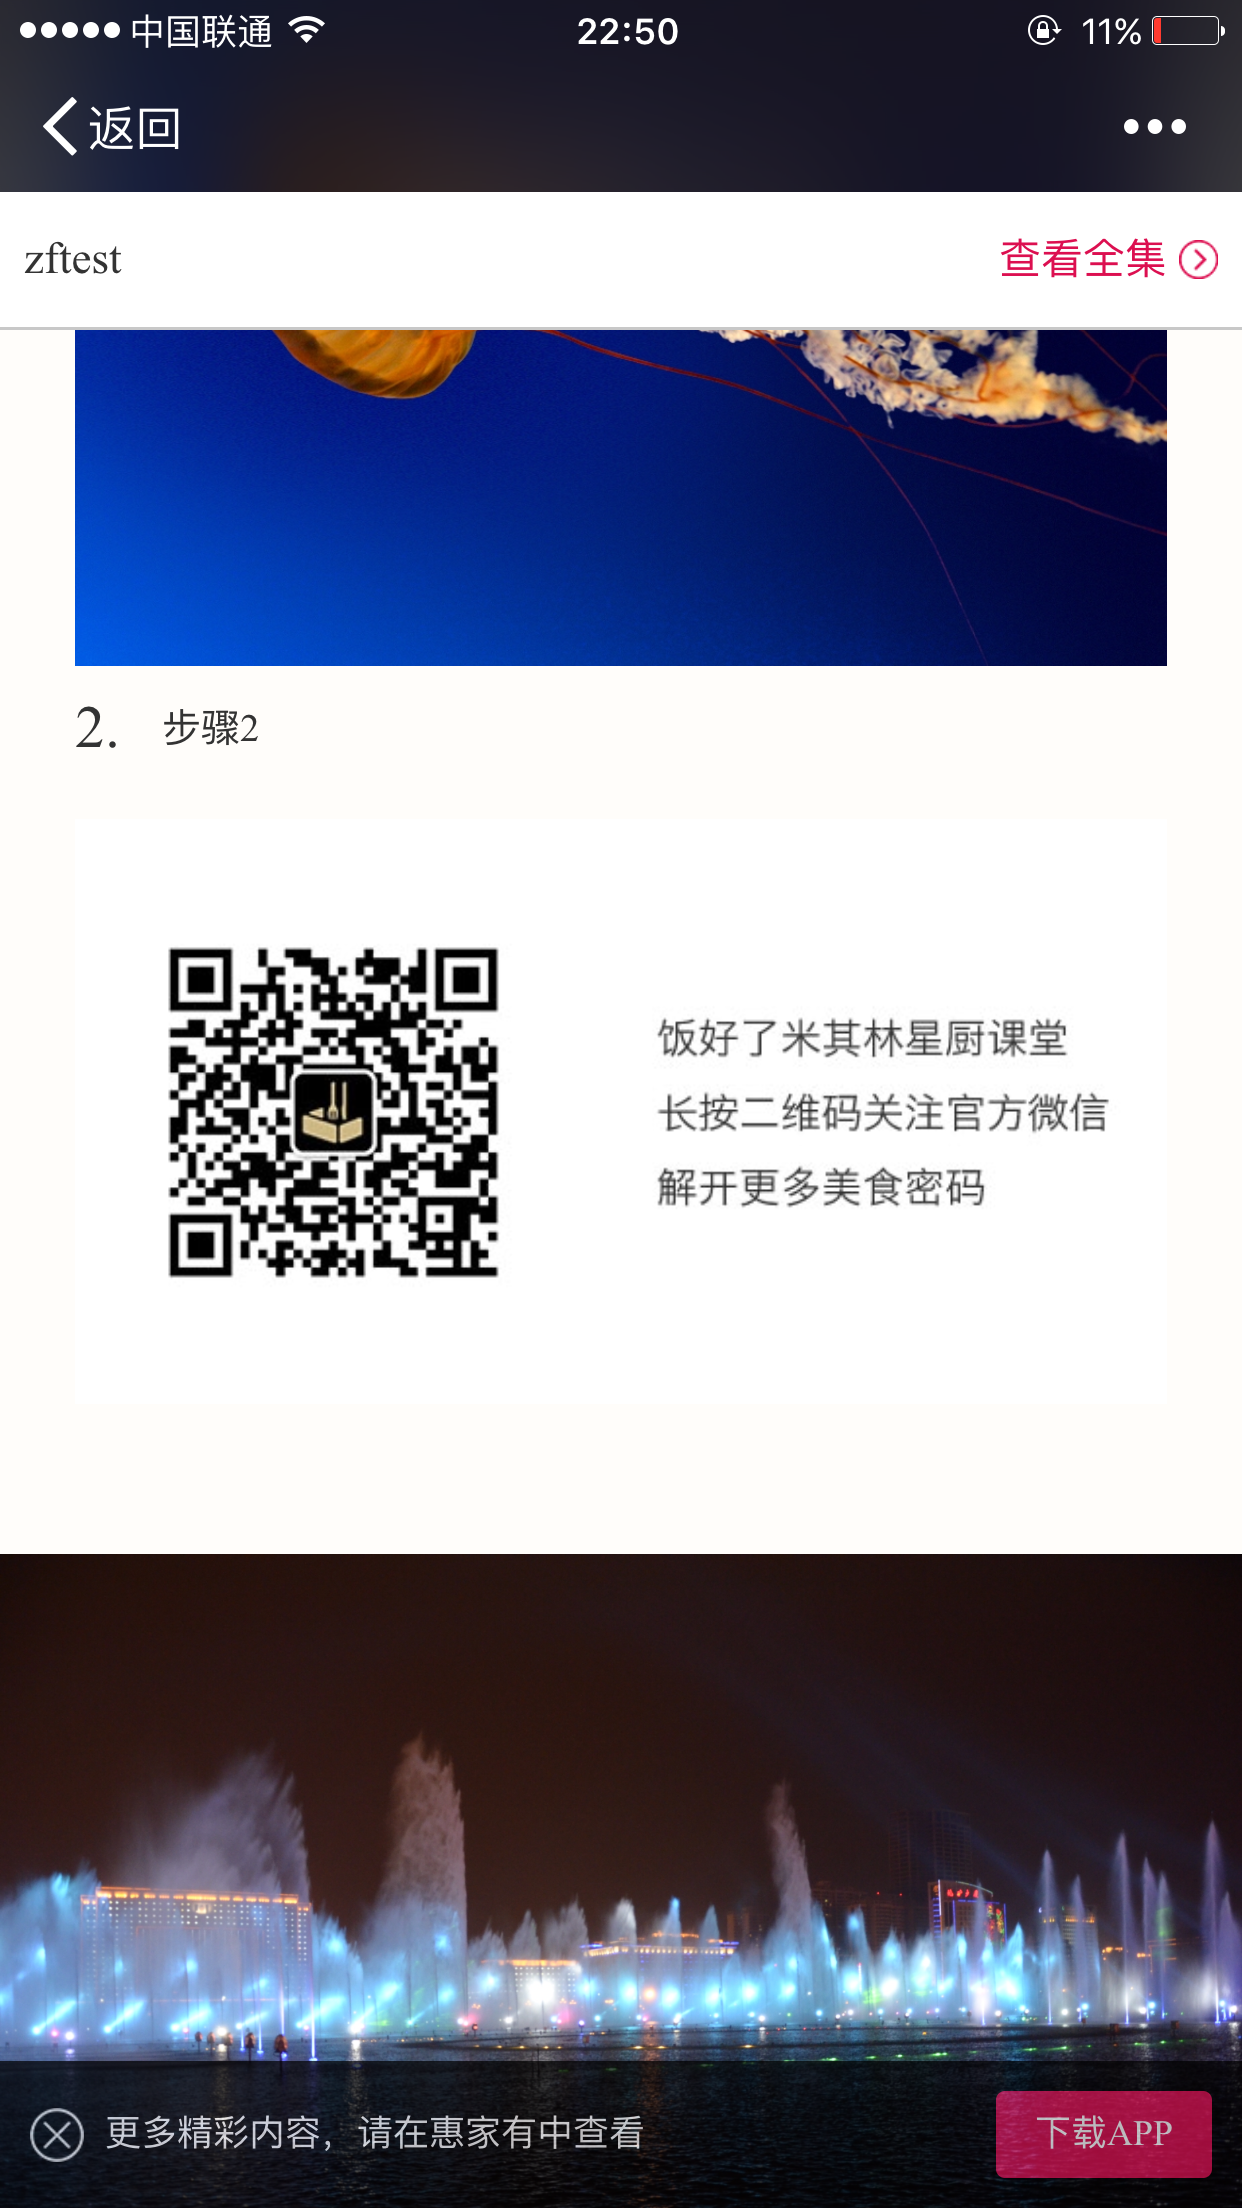 中国联通
22:50
11%
返回
zftest
查看全集
2. 步骤2
饭好了米其林星厨课堂
长按二维码关注官方微信
解开更多美食密码
更多精彩内容，请在惠家有中查看
下载APP